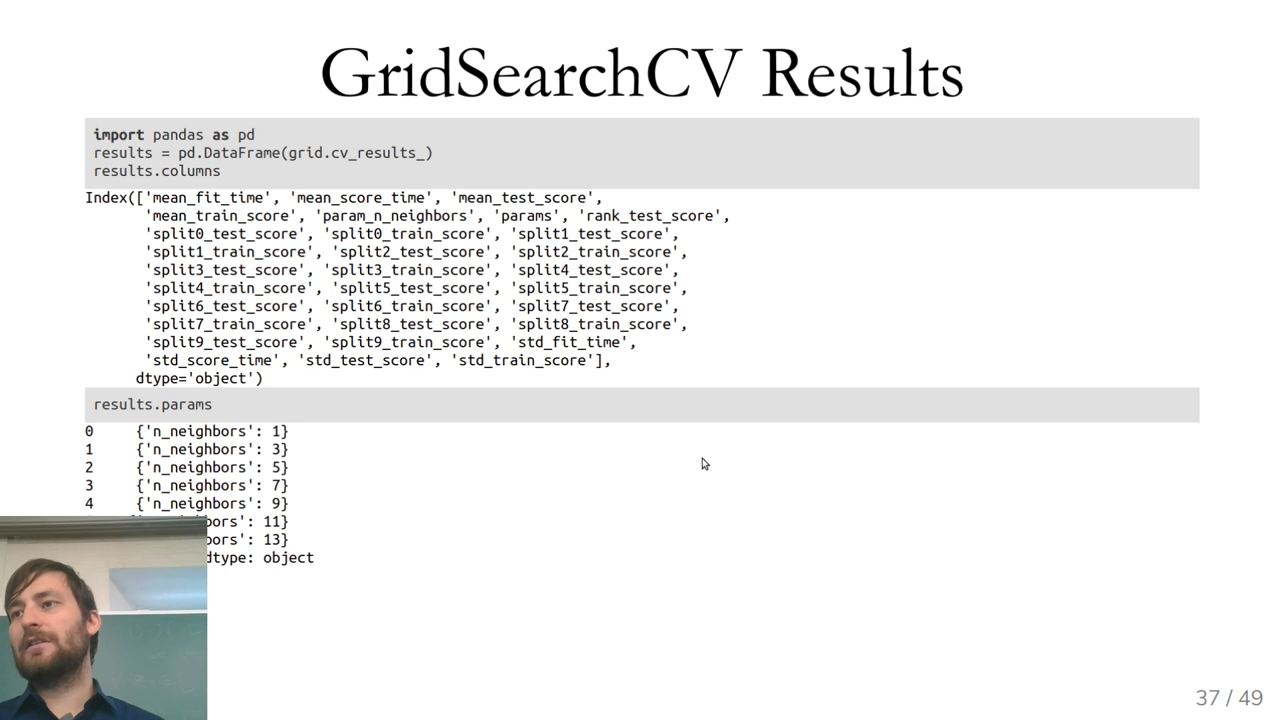 GridSearchCV Results
import pandas as pd
results = pd.DataFrame(grid.cv_results_)
results.columns
Index(['mean_fit_time', 'mean_score_time', 'mean_test_score',
'mean_train_score', 'param_n_neighbors', 'params', 'rank_test_score',
'split0_test_score', 'split0_train_score', 'split1_test_score',
'split1_train_score', 'split2_test_score', 'split2_train_score',
'split3_test_score', 'split3_train_score', 'split4_test_score',
'split4_train_score', 'split5_test_score', 'split5_train_score',
'split6_test_score', 'split6_train_score', 'split7_test_score',
'split7_train_score', 'split8_test_score', 'split8_train_score',
'split9_test_score', 'split9_train_score', 'std_fit_time',
'std_score_time', 'std_test_score', 'std_train_score'],
dtype='object')
results.params
0 {'n_neighbors': 1}
1 {'n_neighbors': 3}
2 {'n_neighbors': 5}
3 {'n_neighbors': 7}
4 {'n_neighbors': 9}
bors': 11}
bors': 13}
dtype: object
37 / 49